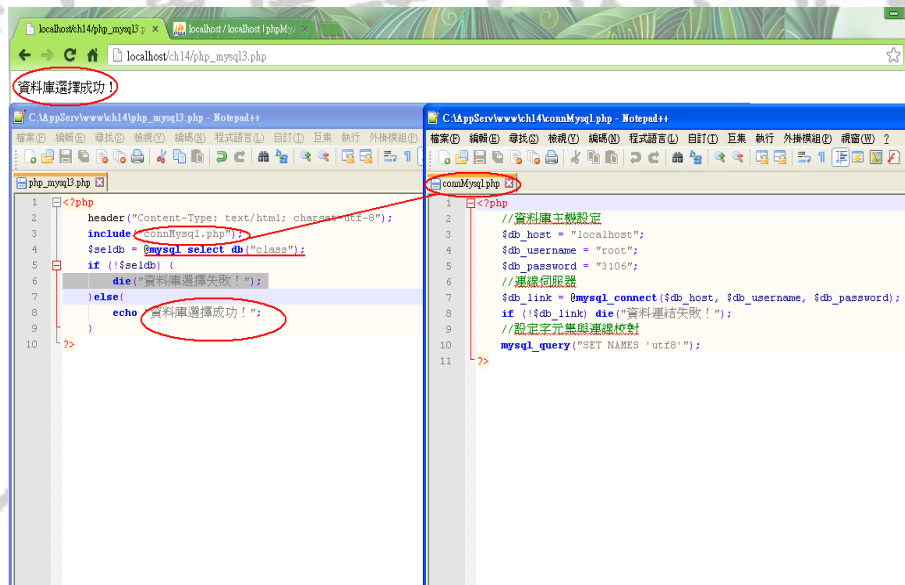 localhost/ch14/php_mysql3.p
localhost / localhost | phpMy
localhost/ch14/php_mysql3.php
資料庫選擇成功！
C:\AppServ\www\ch14\php_mysql3.php - Notepad++
檔案(F) 編輯(E) 尋找(S) 檢視(V) 編碼(N) 程式語言(L) 自訂(T) 巨集 執行 外掛模組(P)
php_mysql3.php
1 <?php
2 header("Content-Type: text/html; charset=utf-8");
3 include("connMysql.php");
4 $seldb = @mysql_select_db("class");
5 if (!$seldb) {
6 die("資料庫選擇失敗！");
7 }else{
8 echo "資料庫選擇成功！";
9 }
10 ?>
C:\AppServ\www\ch14\connMysql.php - Notepad++
檔案(F) 編輯(E) 尋找(S) 檢視(V) 編碼(N) 程式語言(L) 自訂(T) 巨集 執行 外掛模組(P) 視窗(W) ?
connMysql.php
1 <?php
2 //資料庫主機設定
3 $db_host = "localhost";
4 $db_username = "root";
5 $db_password = "3106";
6 //連線伺服器
7 $db_link = @mysql_connect($db_host, $db_username, $db_password);
8 if (!$db_link) die("資料連結失敗！");
9 //設定字元集與連線校對
10 mysql_query("SET NAMES 'utf8'");
11 ?>